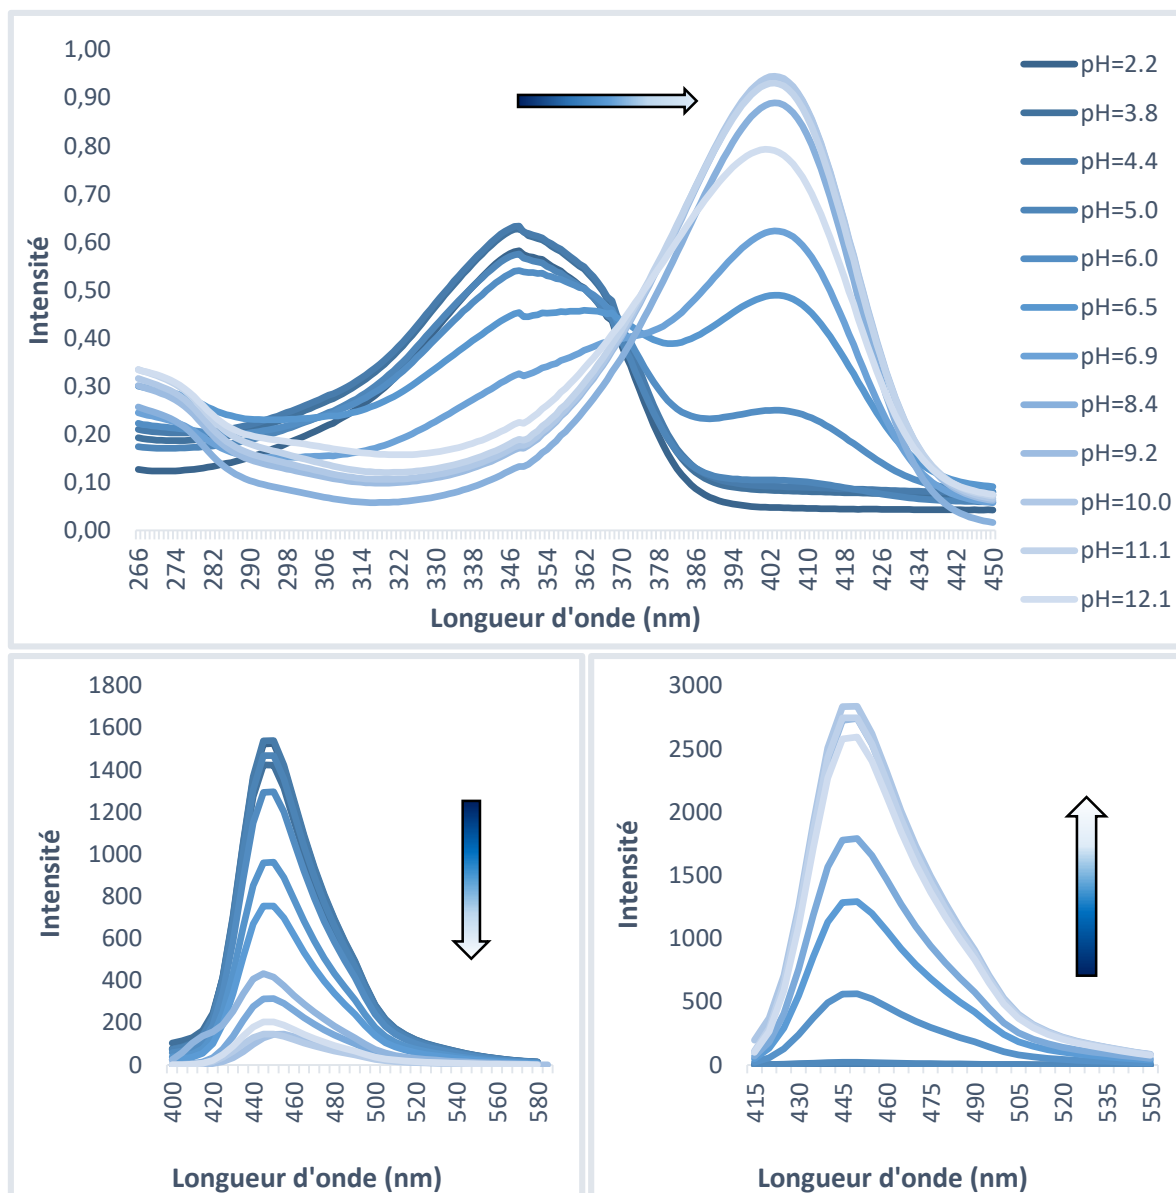 1,00
0,90
0,80
0,70
0,60
0,50
0,40
0,30
0,20
0,10
0,00
Intensité
266 274 282 290 298 306 314 322 330 338 346 354 362 370 378 386 394 402 410 418 426 434 442 450
Longueur d'onde (nm)
pH=2.2
pH=3.8
pH=4.4
pH=5.0
pH=6.0
pH=6.5
pH=6.9
pH=8.4
pH=9.2
pH=10.0
pH=11.1
pH=12.1
1800
1600
1400
1200
1000
800
600
400
200
0
Intensité
400 420 440 460 480 500 520 540 560 580
Longueur d'onde (nm)
3000
2500
2000
1500
1000
500
0
Intensité
415 430 445 460 475 490 505 520 535 550
Longueur d'onde (nm)